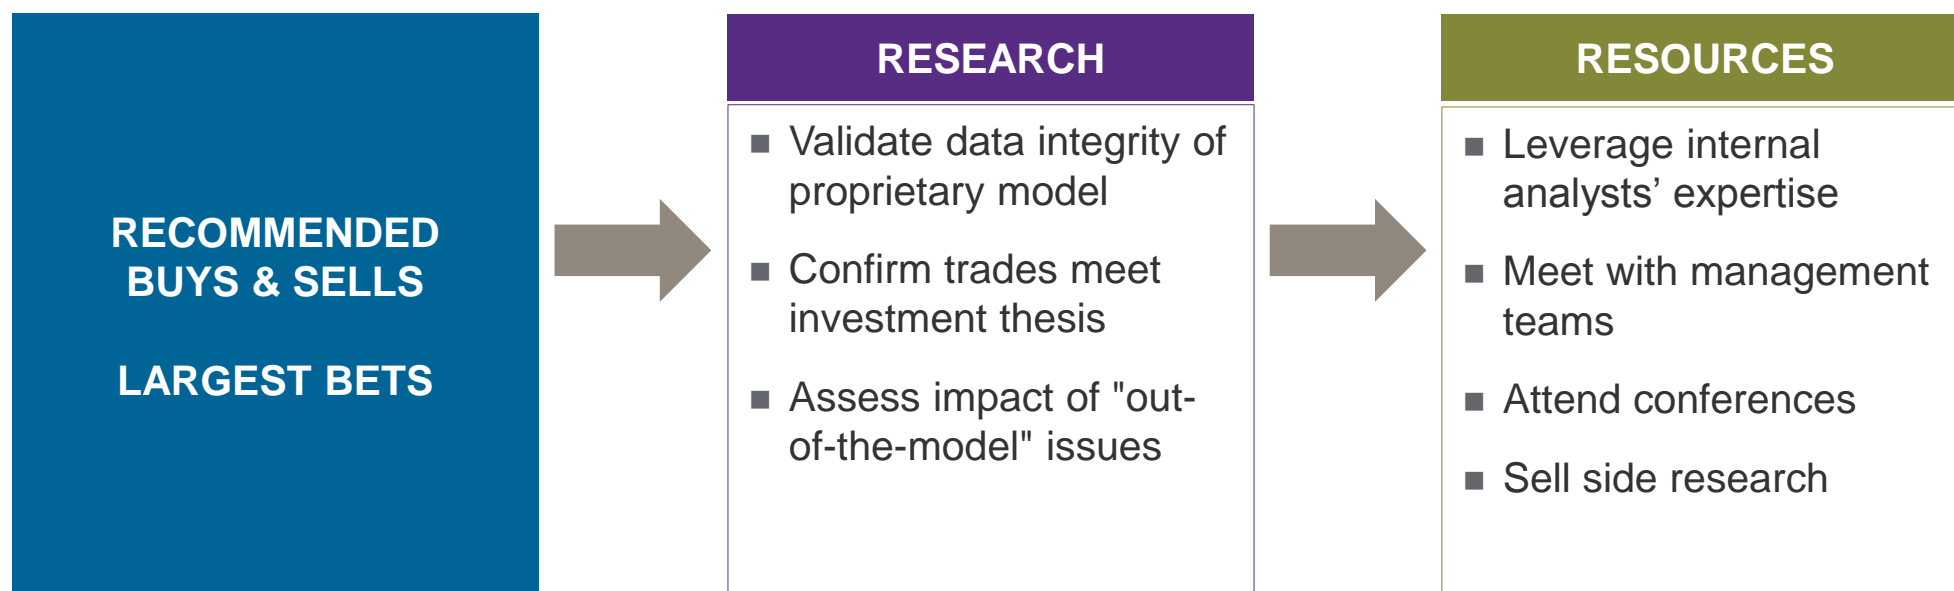 RECOMMENDED
BUYS & SELLS
LARGEST BETS
RESEARCH
■ Validate data integrity of
proprietary model
■ Confirm trades meet
investment thesis
■ Assess impact of "out-
of-the-model" issues
RESOURCES
■ Leverage internal
analysts’ expertise
■ Meet with management
teams
■ Attend conferences
■ Sell side research